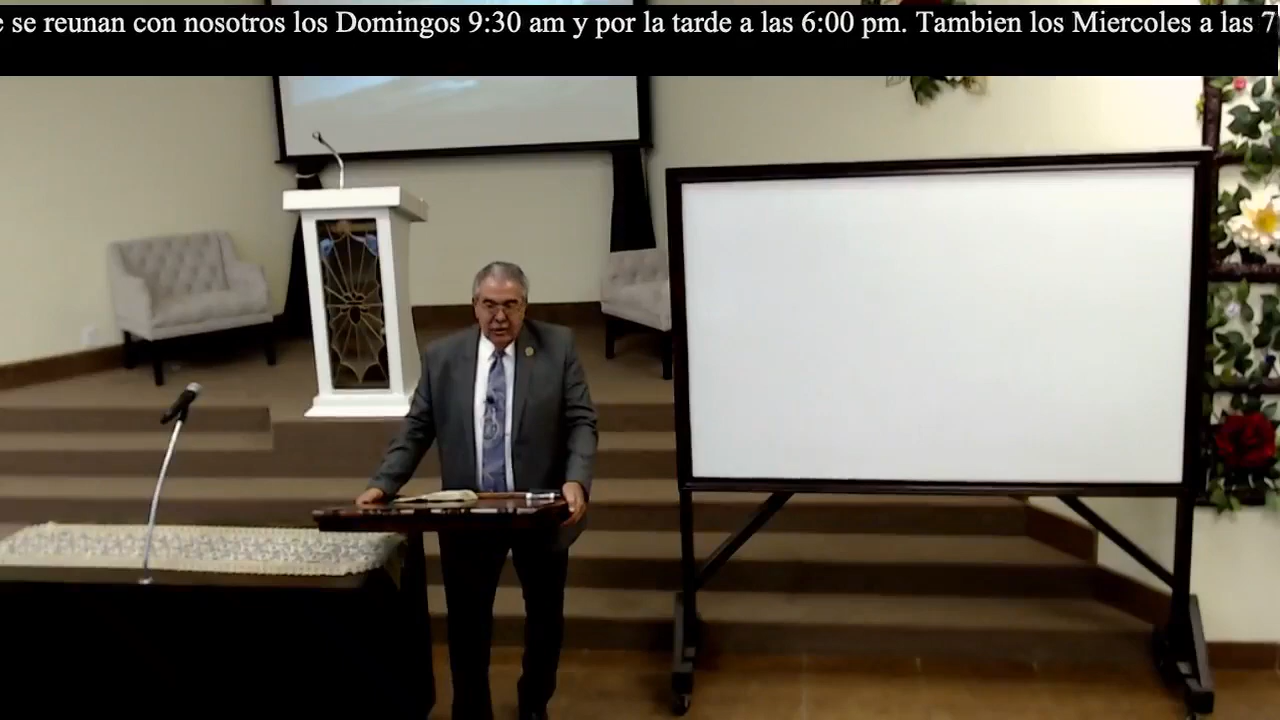 se reunan con nosotros los Domingos 9:30 am y por la tarde a las 6:00 pm. Tambien los Miercoles a las 7